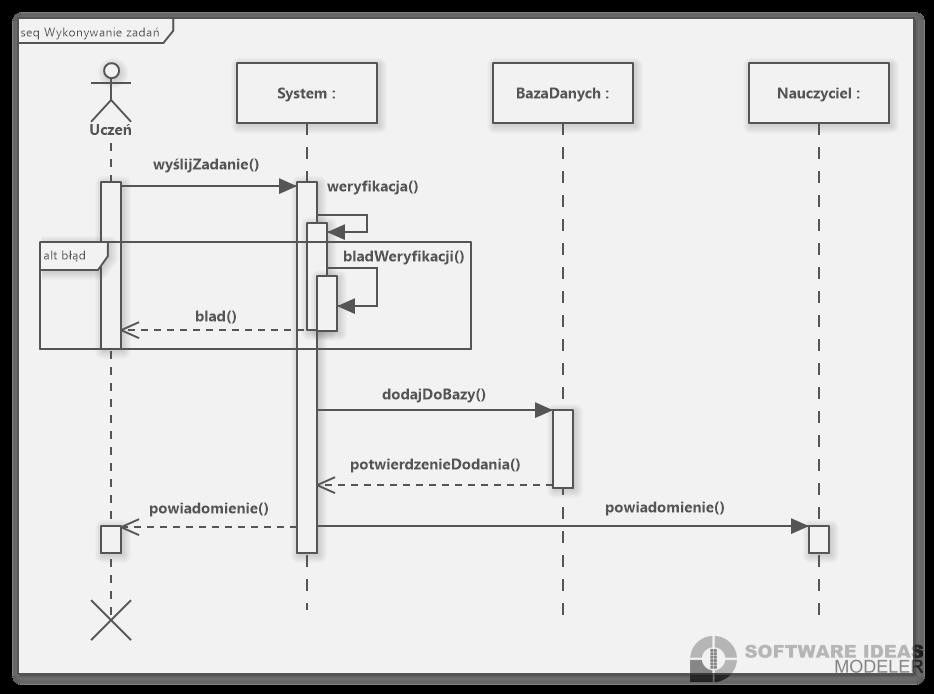 seq Wykonywanie zadań
Uczeń
System :
BazaDanych :
Nauczyciel :
wyślijZadanie()
weryfikacja()
alt błąd
bladWeryfikacji()
blad()
dodajDoBazy()
potwierdzenieDodania()
powiadomienie()
powiadomienie()
SOFTWARE IDEAS
MODELER